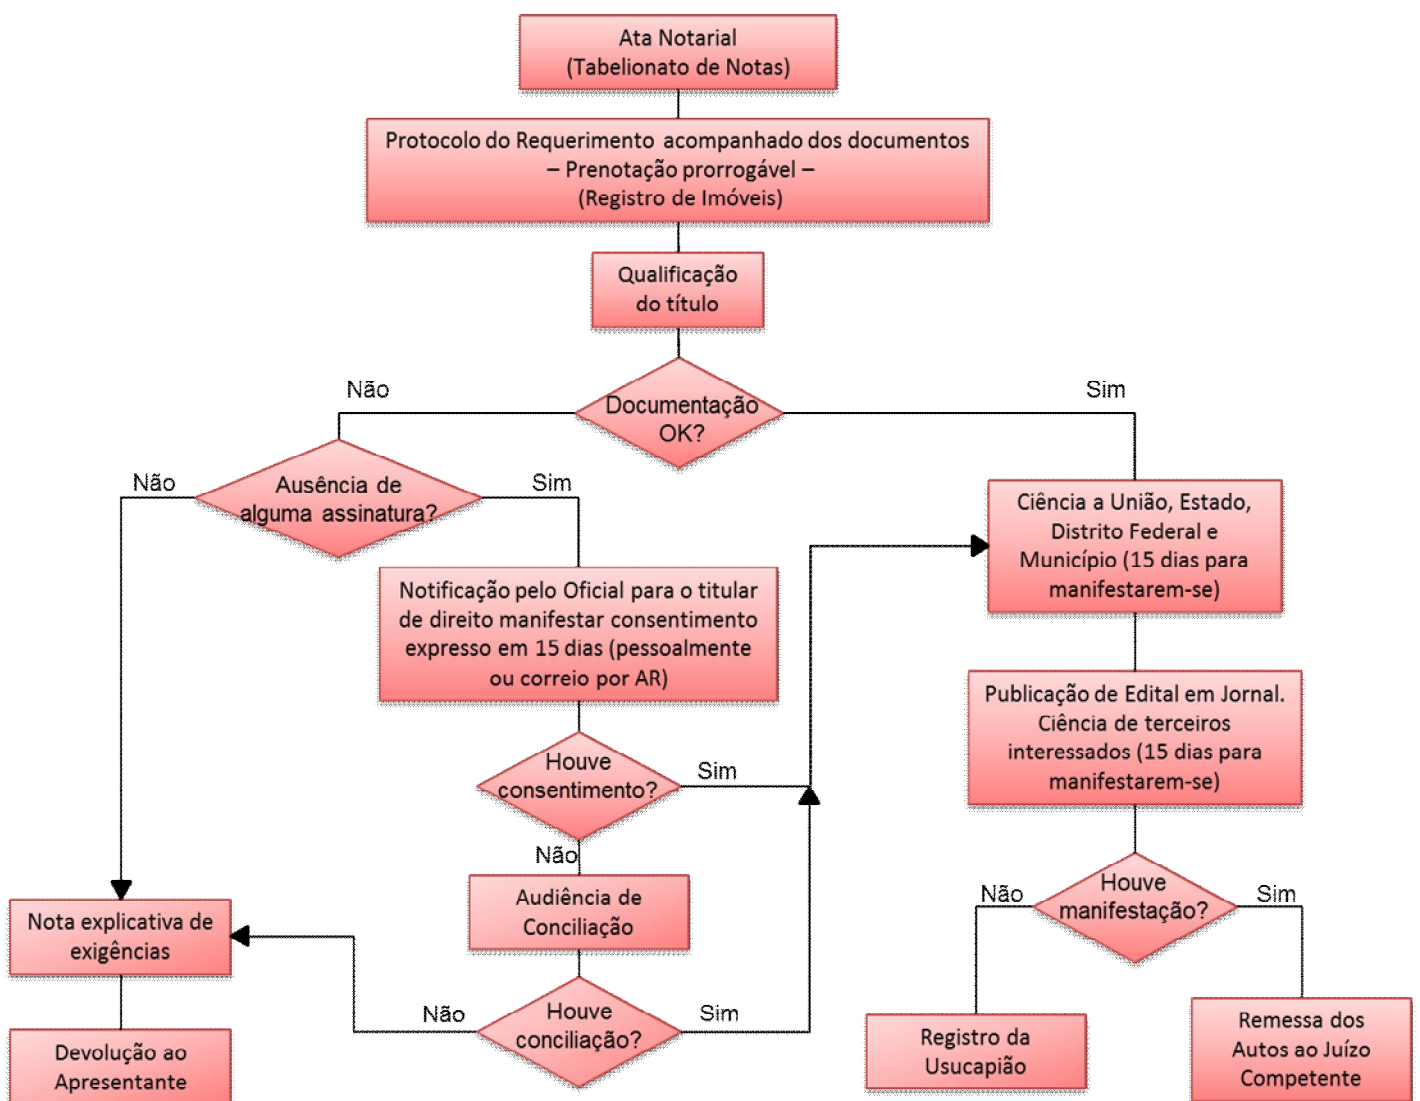 Ata Notarial
(Tabelionato de Notas)
Protocolo do Requerimento acompanhado dos documentos
– Prenotação prorrogável –
(Registro de Imóveis)
Qualificação
do título
Não
Documentação
OK?
Sim
Não
Ausência de
alguma assinatura?
Sim
Ciência a União, Estado,
Distrito Federal e
Município (15 dias para
manifestarem-se)
Notificação pelo Oficial para o titular
de direito manifestar consentimento
expresso em 15 dias (pessoalmente
ou correio por AR)
Publicação de Edital em Jornal.
Ciência de terceiros
interessados (15 dias para
manifestarem-se)
Houve
consentimento?
Sim
Não
Audiência de
Conciliação
Não
Houve
manifestação?
Sim
Nota explicativa de
exigências
Não
Houve
conciliação?
Sim
Devolução ao
Apresentante
Registro da
Usucapião
Remessa dos
Autos ao Juízo
Competente